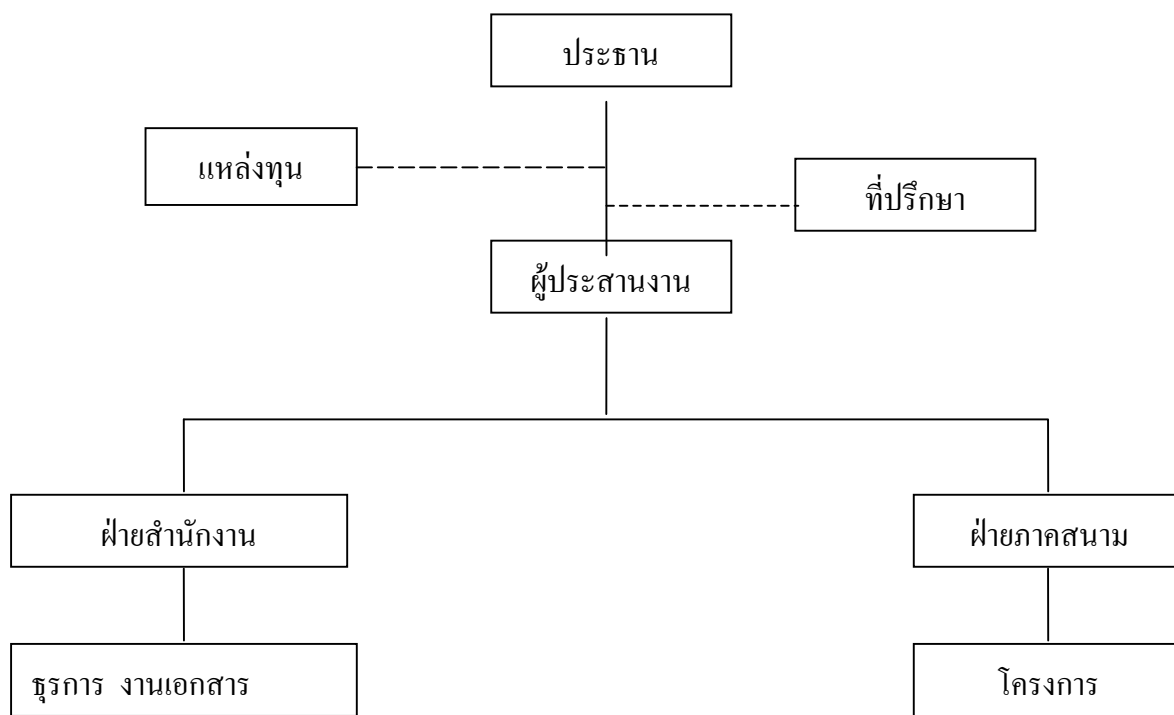 ประธาน
แหล่งทุน
ที่ปรึกษา
ผู้ประสานงาน
ฝ่ายสำนักงาน
ฝ่ายภาคสนาม
ธุรการ งานเอกสาร
โครงการ